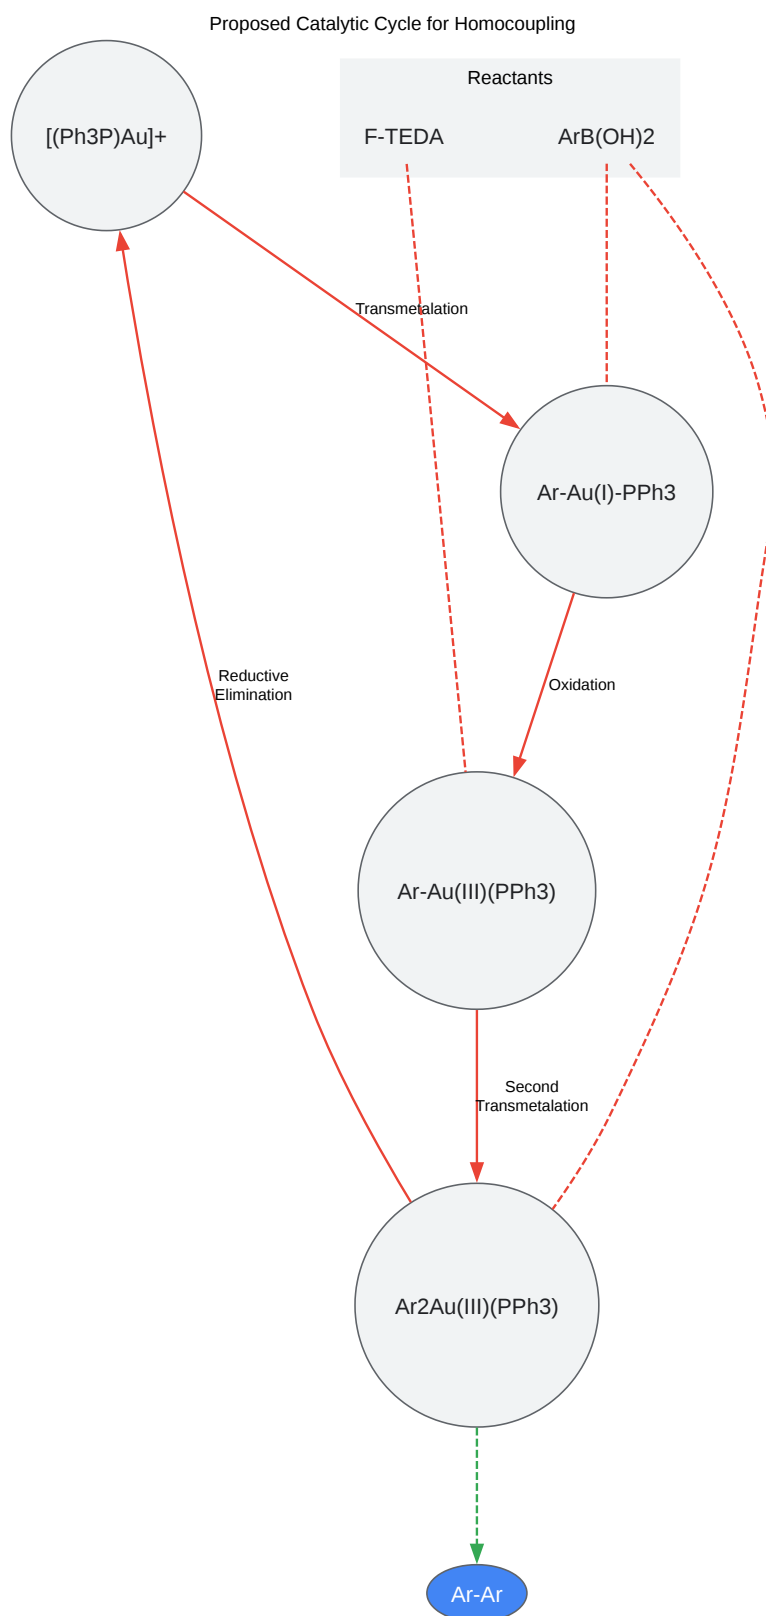 Proposed Catalytic Cycle for Homocoupling
Reactants
[(Ph3P)Au]+
F-TEDA
ArB(OH)2
Transmetalation
Ar-Au(I)-PPh3
Reductive
Elimination
Oxidation
Ar-Au(III)(PPh3)
Second
Transmetalation
Ar2Au(III)(PPh3)
Ar-Ar